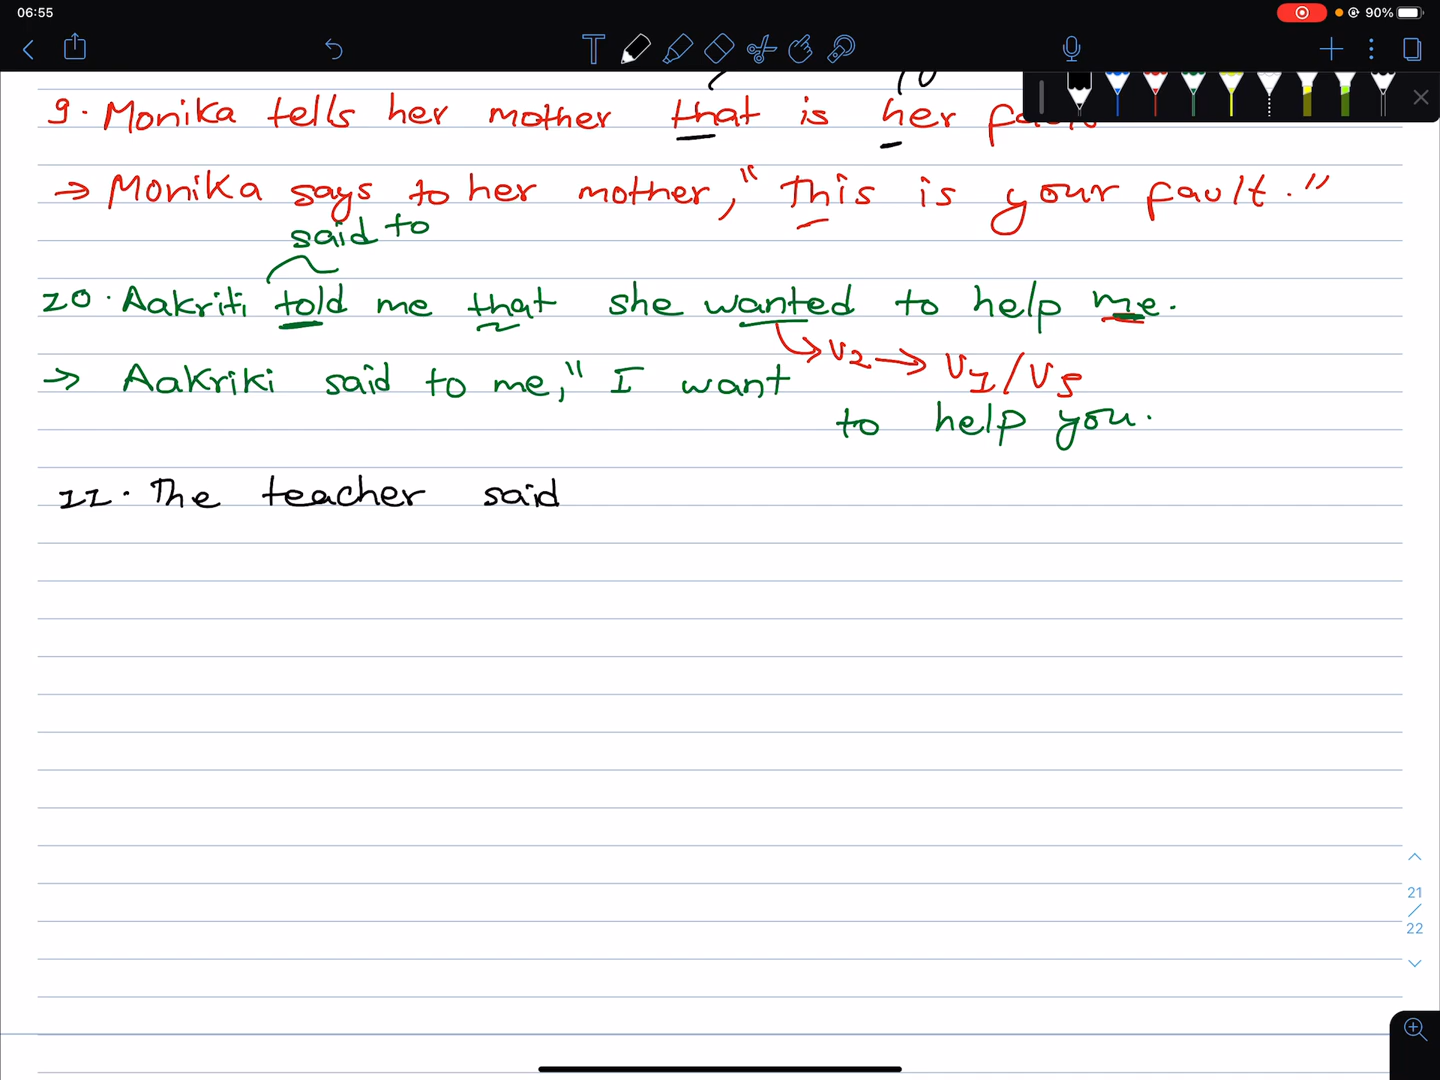 06:55
90%
9. Monika tells her mother that is her
→ Monika says to her mother, "This is your fault."
said to
10. Aakriti told me that she wanted to help me.
↪ V2 → V1/V5
→ Aakriki said to me," I want
to help you.
11. The teacher said
21
/
22